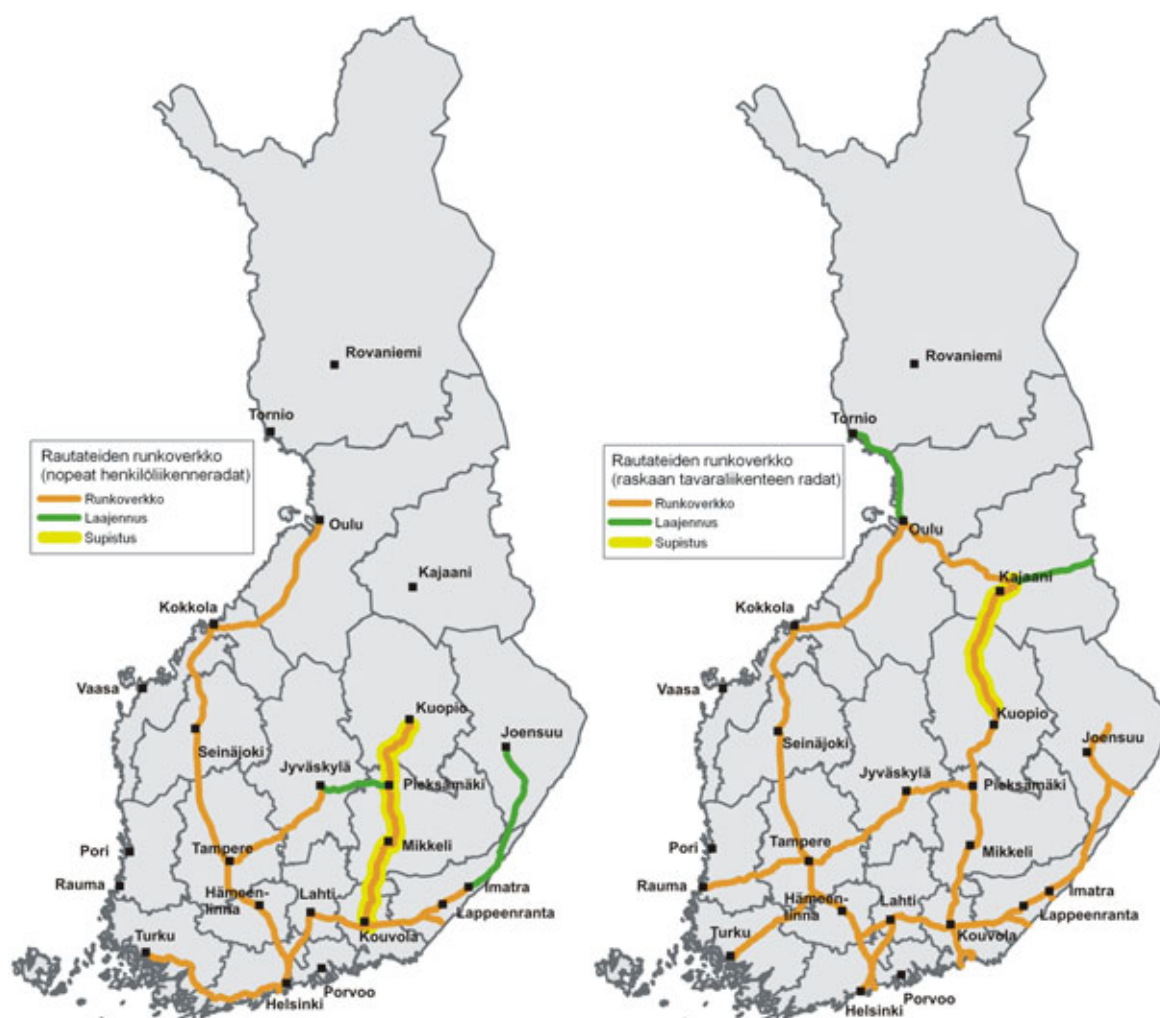 Rovaniemi
Tornio
Rautateiden runkoverkko
(nopeat henkilöliikenneradat)
Runkoverkko
Laajennus
Supistus
Oulu
Kajaani
Kokkola
Vaasa
Kuopio
Joensuu
Seinäjoki
Jyväskylä
Pieksämäki
Mikkeli
Pori
Tampere
Rauma
Hämeen-
linna
Lahti
Imatra
Lappeenranta
Turku
Kouvola
Helsinki
Porvoo
Rovaniemi
Tornio
Rautateiden runkoverkko
(raskaan tavaraliikenteen radat)
Runkoverkko
Laajennus
Supistus
Oulu
Kajaani
Kokkola
Vaasa
Kuopio
Joensuu
Seinäjoki
Jyväskylä
Pieksämäki
Mikkeli
Pori
Tampere
Rauma
Hämeen-
linna
Lahti
Imatra
Lappeenranta
Turku
Kouvola
Porvoo
Helsinki